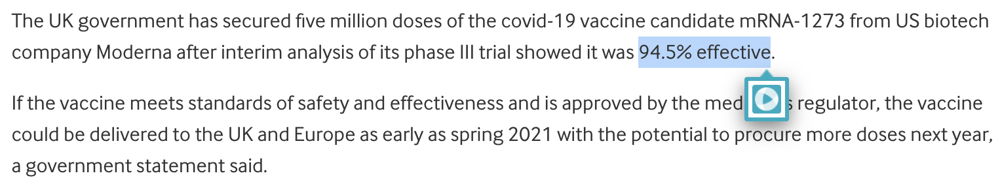 The UK government has secured five million doses of the covid-19 vaccine candidate mRNA-1273 from US biotech
company Moderna after interim analysis of its phase III trial showed it was 94.5% effective.
If the vaccine meets standards of safety and effectiveness and is approved by the regulator, the vaccine
could be delivered to the UK and Europe as early as spring 2021 with the potential to procure more doses next year,
a government statement said.